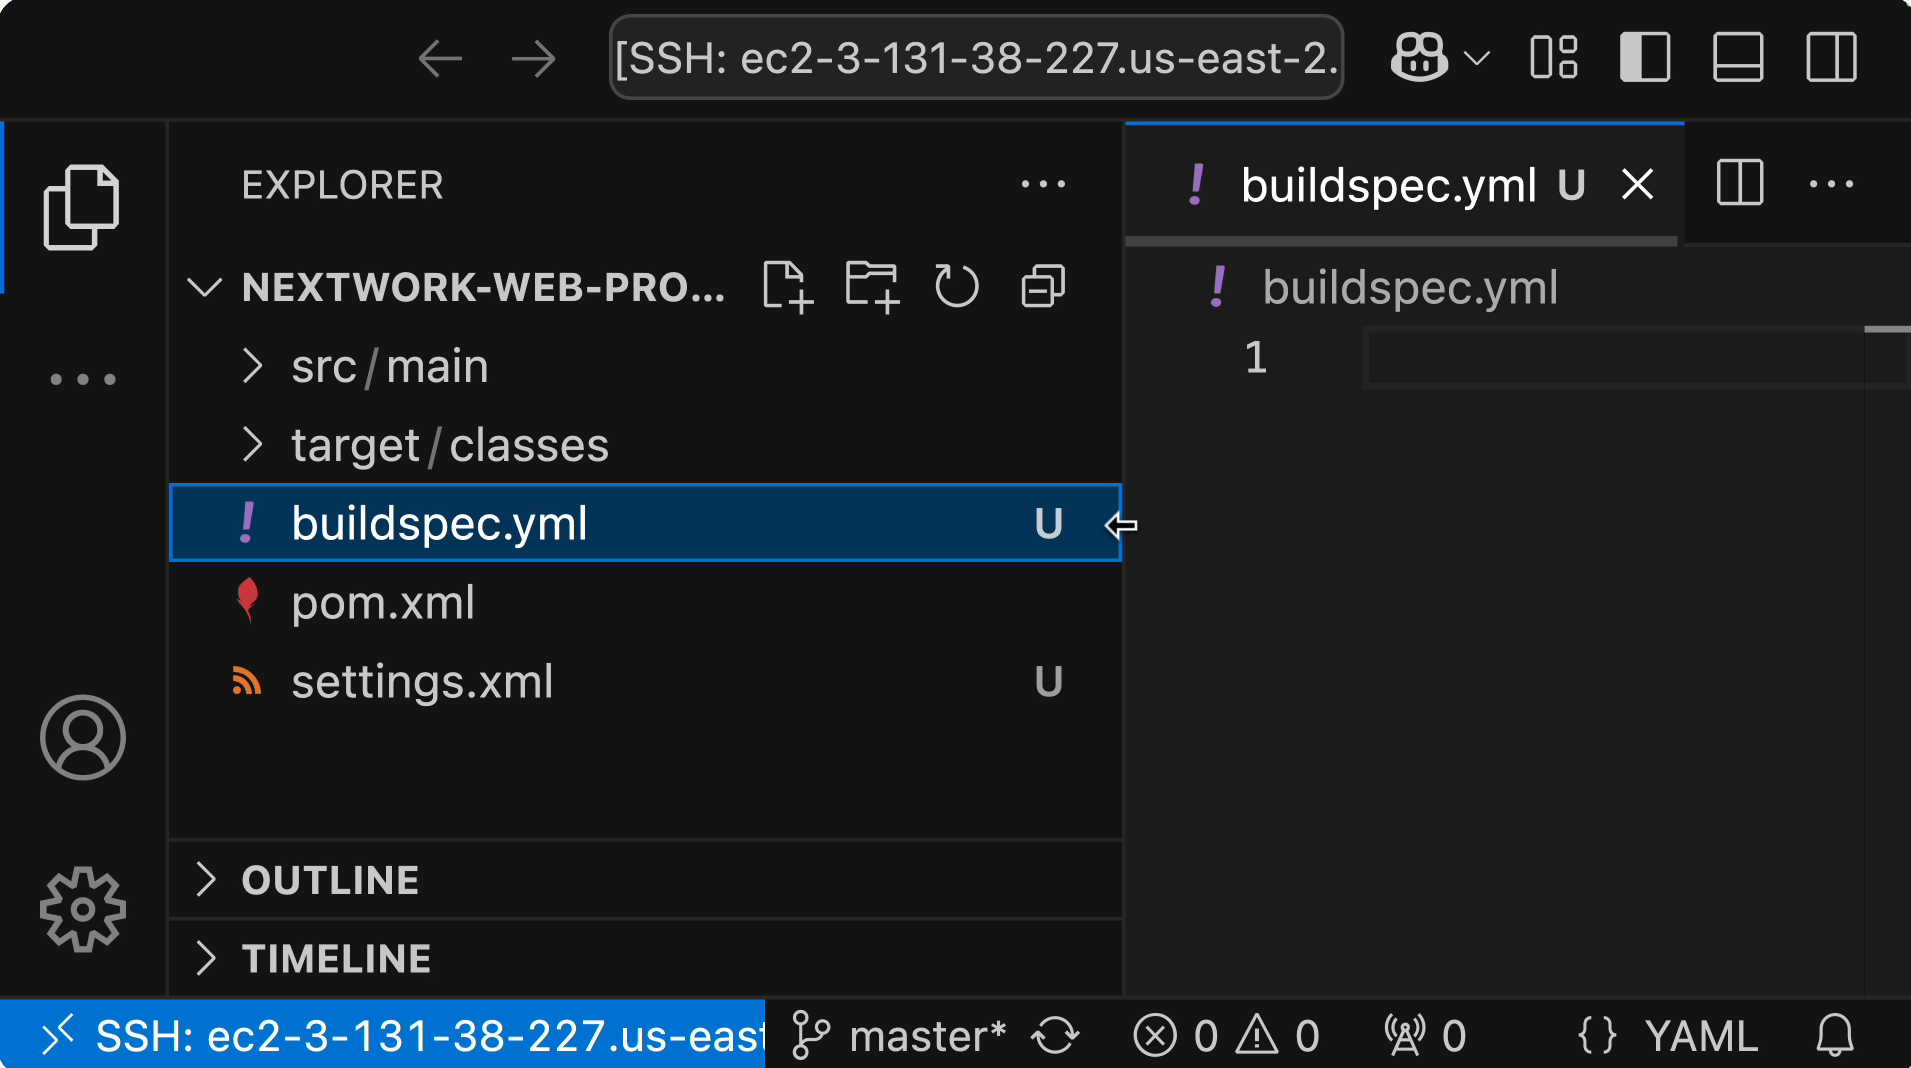 [SSH: ec2-3-131-38-227.us-east-2.
EXPLORER
NEXTWORK-WEB-PRO...
src/main
target/classes
buildspec.yml U
pom.xml
settings.xml U
OUTLINE
TIMELINE
buildspec.yml U
buildspec.yml
1
SSH: ec2-3-131-38-227.us-east master* 0 0 0 {} YAML